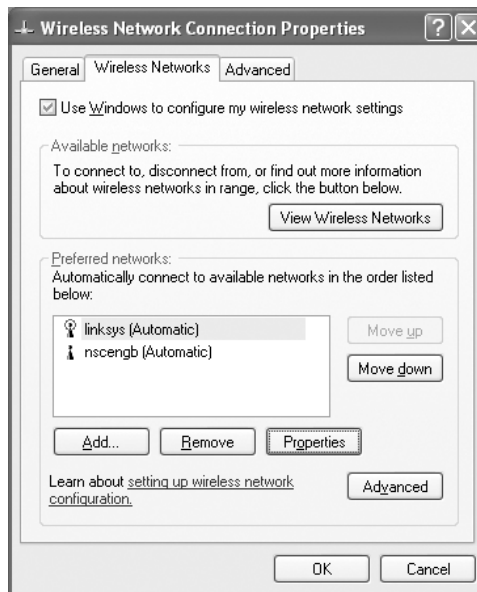 Wireless Network Connection Properties
General Wireless Networks Advanced
Use Windows to configure my wireless network settings
Available networks:
To connect to, disconnect from, or find out more information
about wireless networks in range, click the button below.
View Wireless Networks
Preferred networks:
Automatically connect to available networks in the order listed
below:
linksys (Automatic)
nscengb (Automatic)
Move up
Move down
Add... Remove Properties
Learn about setting up wireless network
configuration.
Advanced
OK Cancel